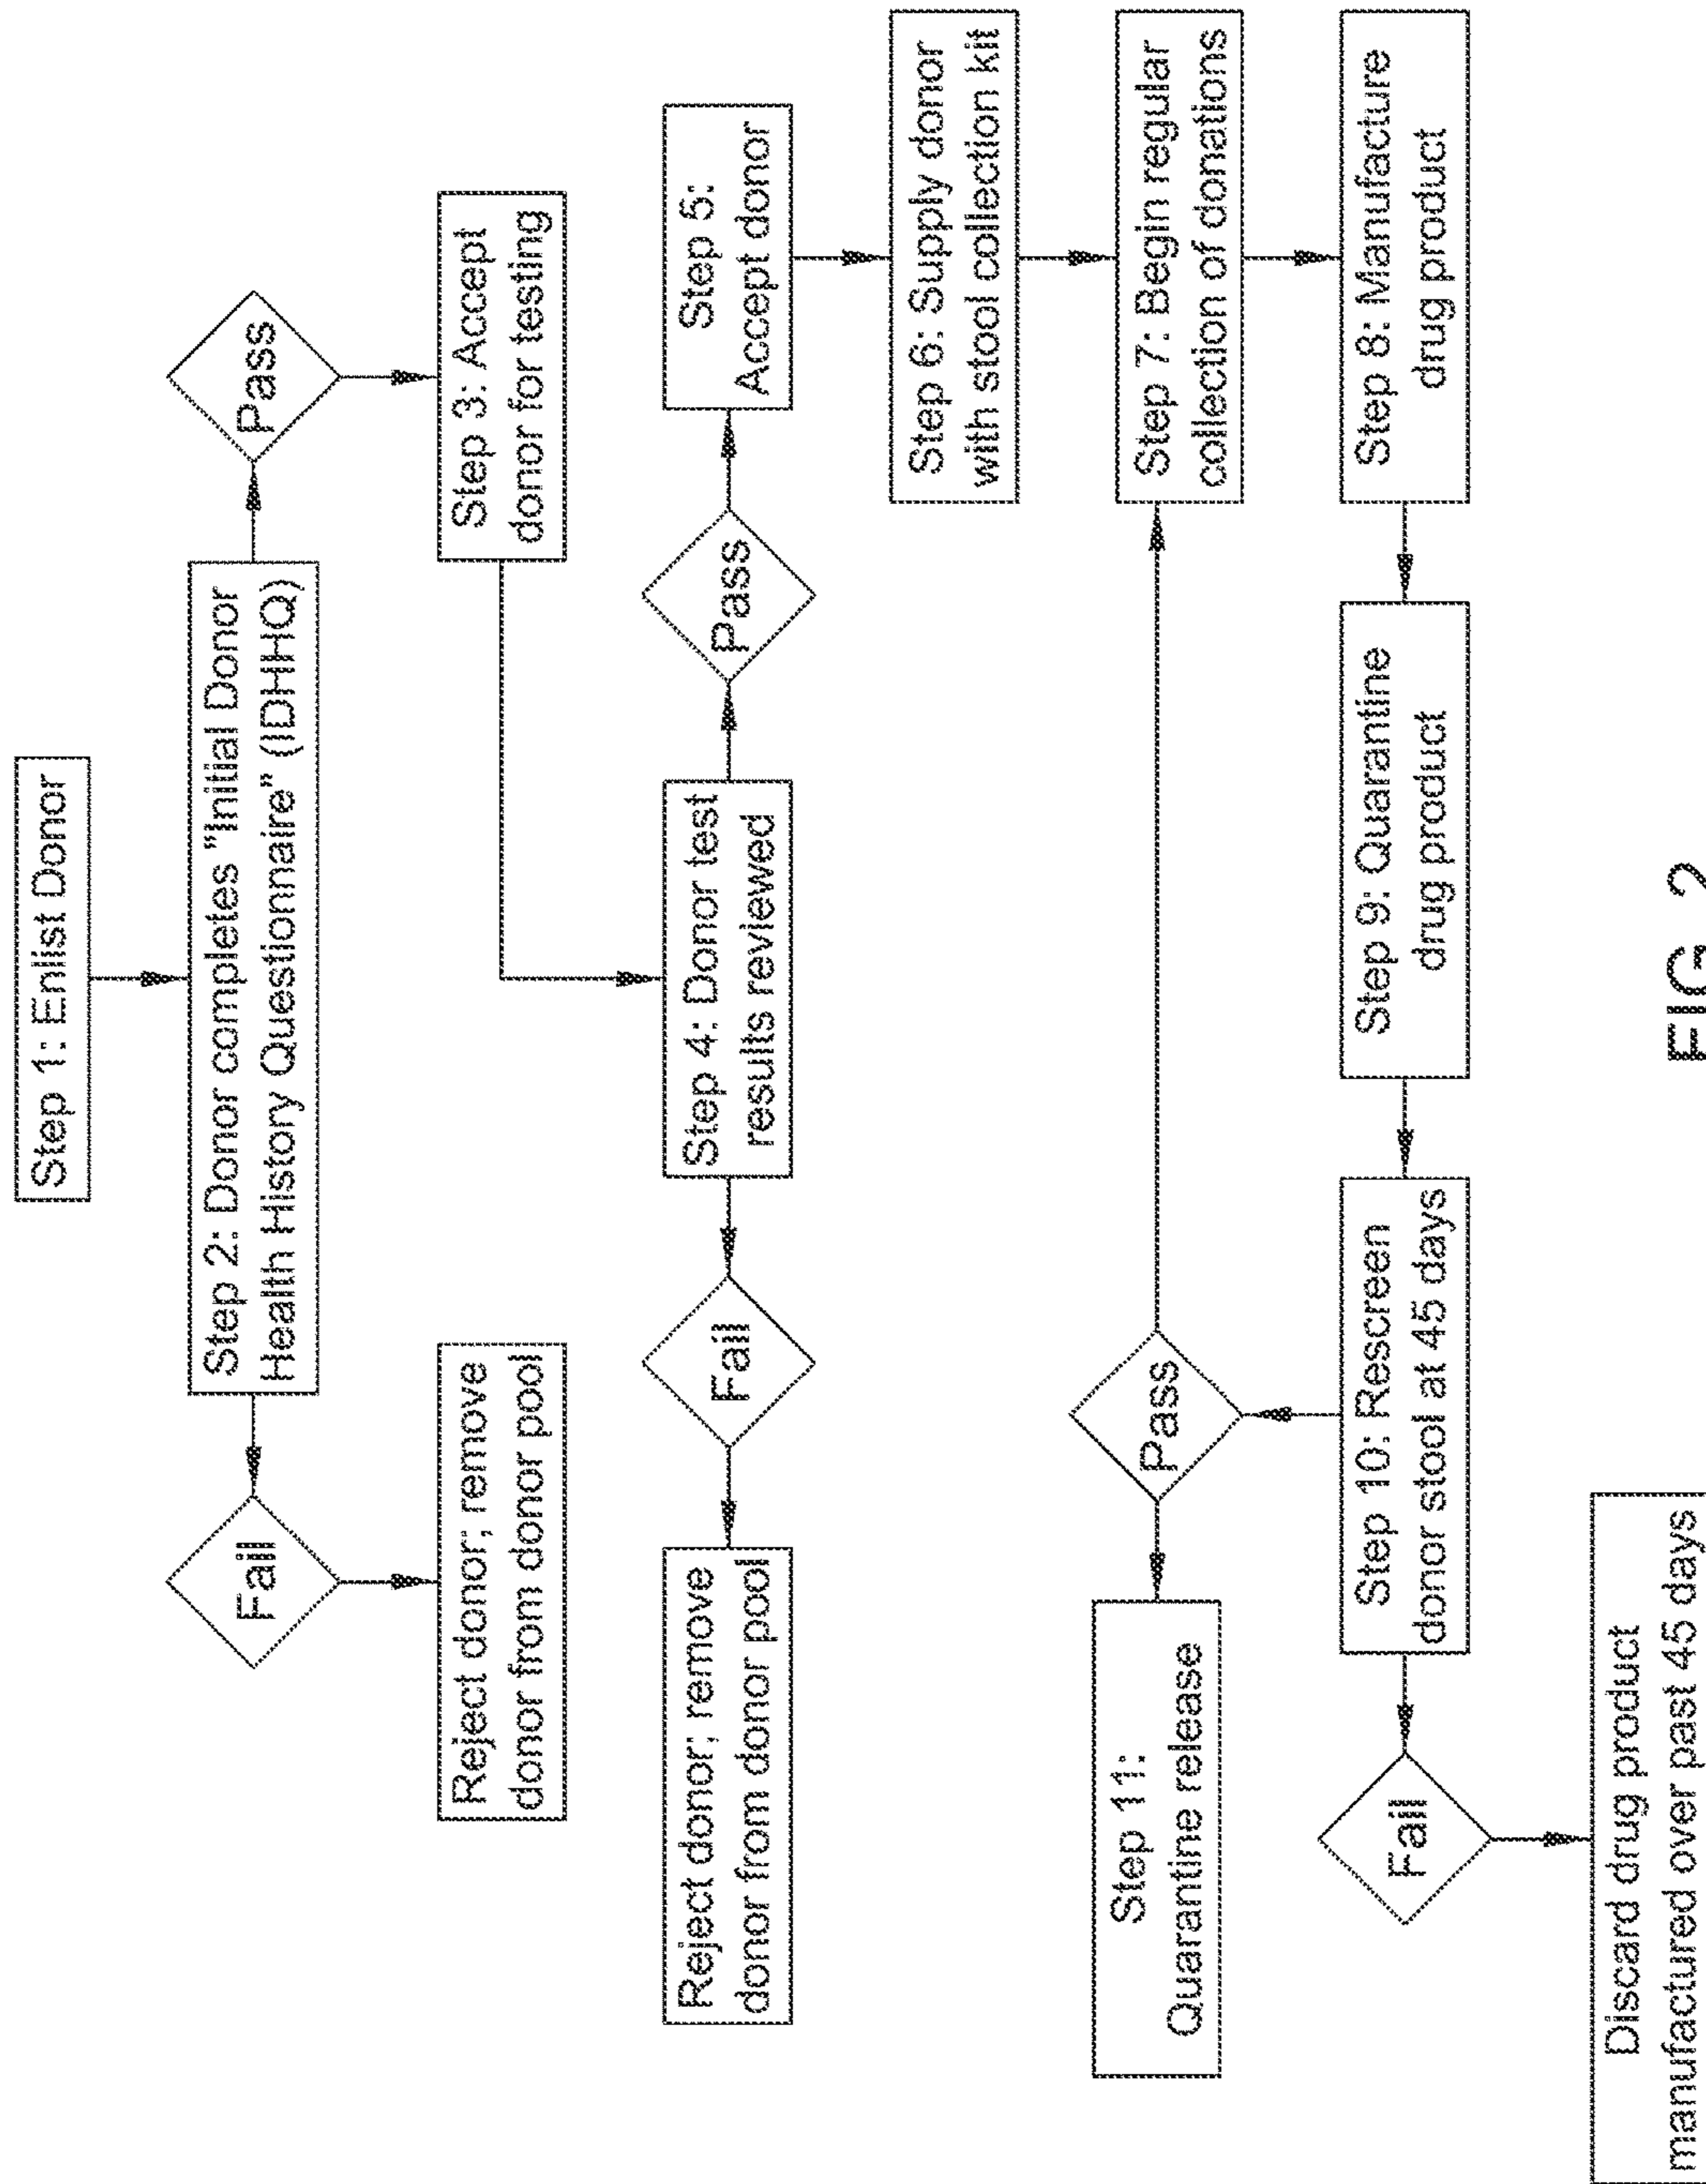 Step 1: Enlist Donor
Step 2: Donor completes "Initial Donor
Health History Questionnaire" (IDHHQ)
Fail
Pass
Reject donor; remove
donor from donor pool
Step 3: Accept
donor for testing
Reject donor; remove
donor from donor pool
Fail
Step 4: Donor test
results reviewed
Pass
Step 5:
Accept donor
Step 6: Supply donor
with stool collection kit
Step 11:
Quarantine release
Pass
Step 7: Begin regular
collection of donations
Fail
Step 10: Rescreen
donor stool at 45 days
Step 9: Quarantine
drug product
Step 8: Manufacture
drug product
Discard drug product
manufactured over past 45 days
FIG. 2